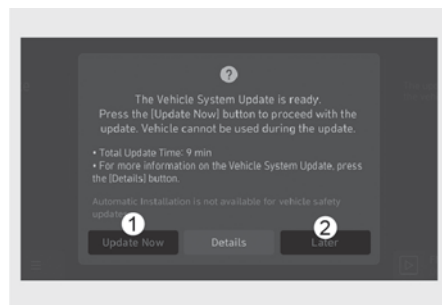 ?
The Vehicle System Update is ready.
Press the [Update Now] button to proceed with the
update. Vehicle cannot be used during the update.
• Total Update Time: 9 min
• For more information on the Vehicle System Update, press
the [Details] button.
Automatic Installation is not available for vehicle safety
update
1
2
Update Now
Details
Later